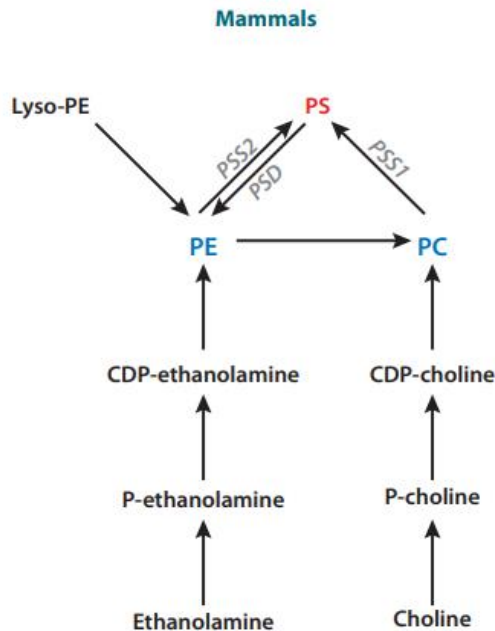 Mammals
Lyso-PE
PS
PSS2
PSD
PSS1
PE
PC
CDP-ethanolamine
CDP-choline
P-ethanolamine
P-choline
Ethanolamine
Choline